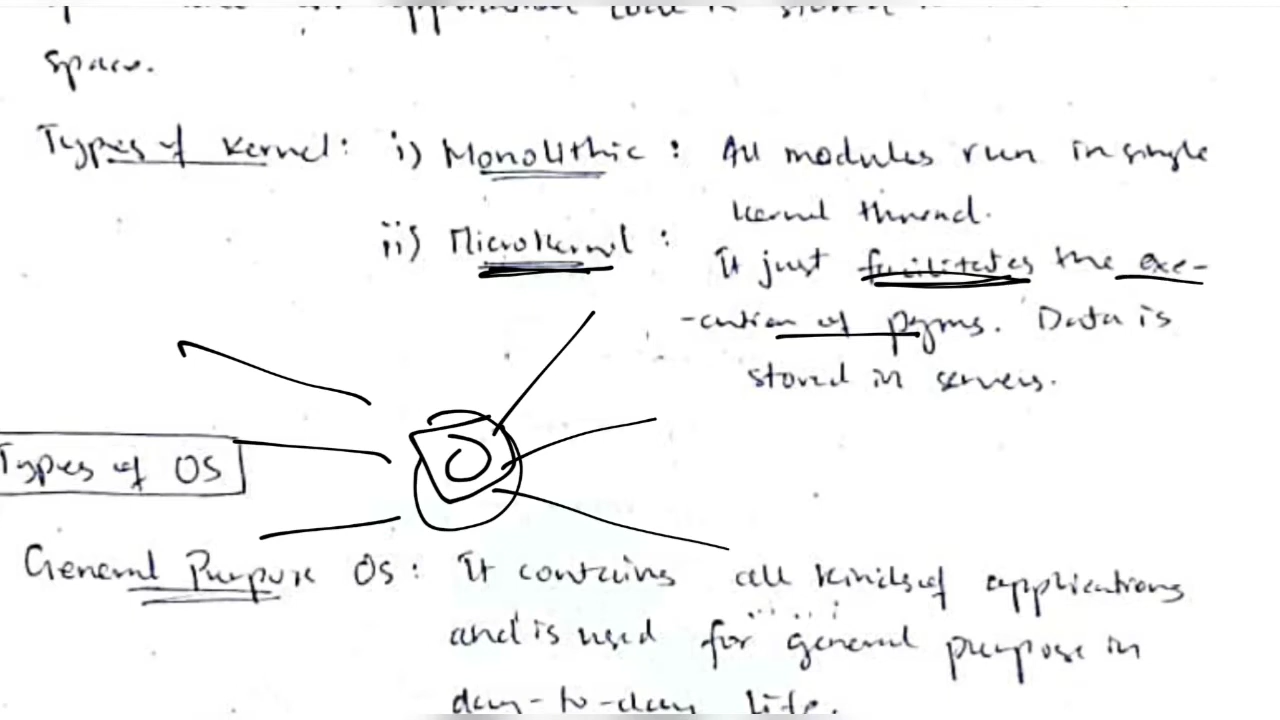 space.
Types of Kernel: i) Monolithic : All modules run in single
kernel thread.
ii) Microkernel : It just facilitates the exe-
-cution of pgms. Data is
stored in servers.
Types of OS
General Purpose OS: It contains all kinds of applications
and is used for general purpose in
day-to-day life.